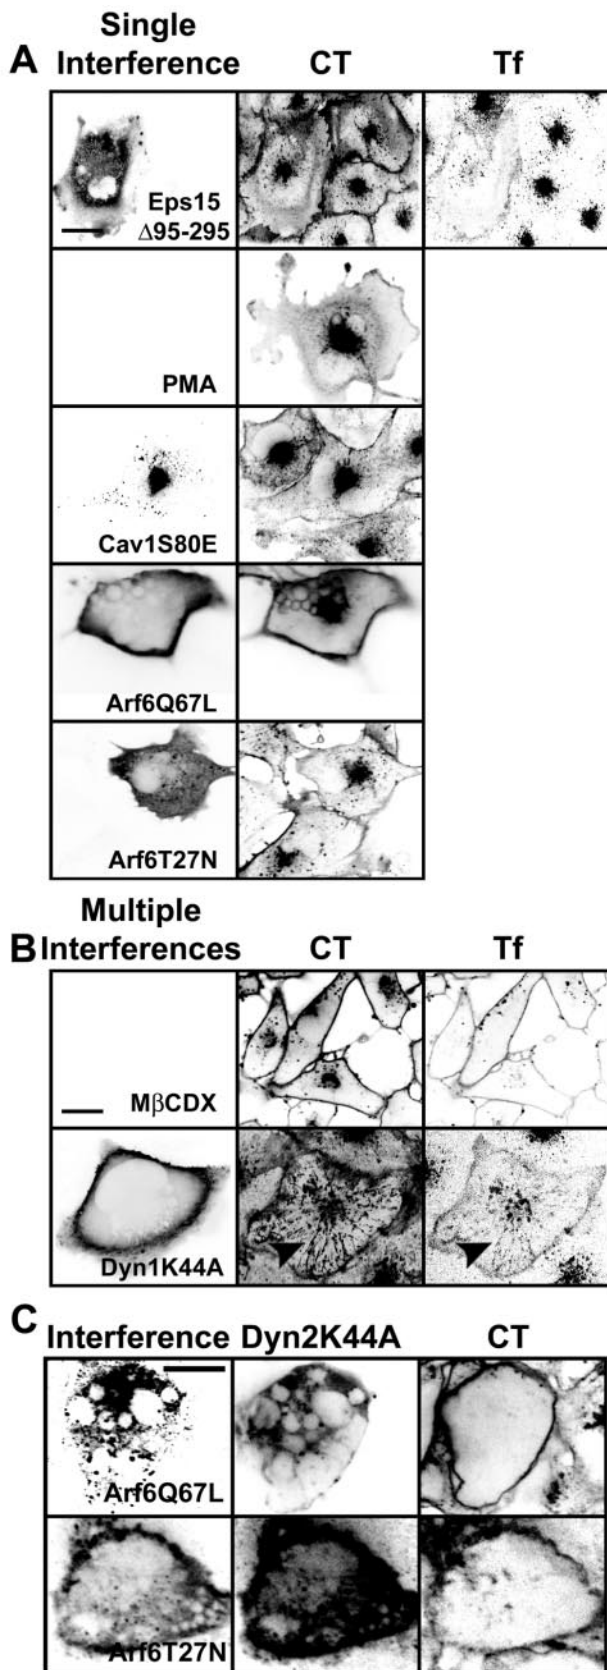 Single
A Interference CT Tf
Eps15
Δ95-295
PMA
Cav1S80E
Arf6Q67L
Arf6T27N
Multiple
B Interferences CT Tf
MβCDX
Dyn1K44A
C Interference Dyn2K44A CT
Arf6Q67L
Arf6T27N